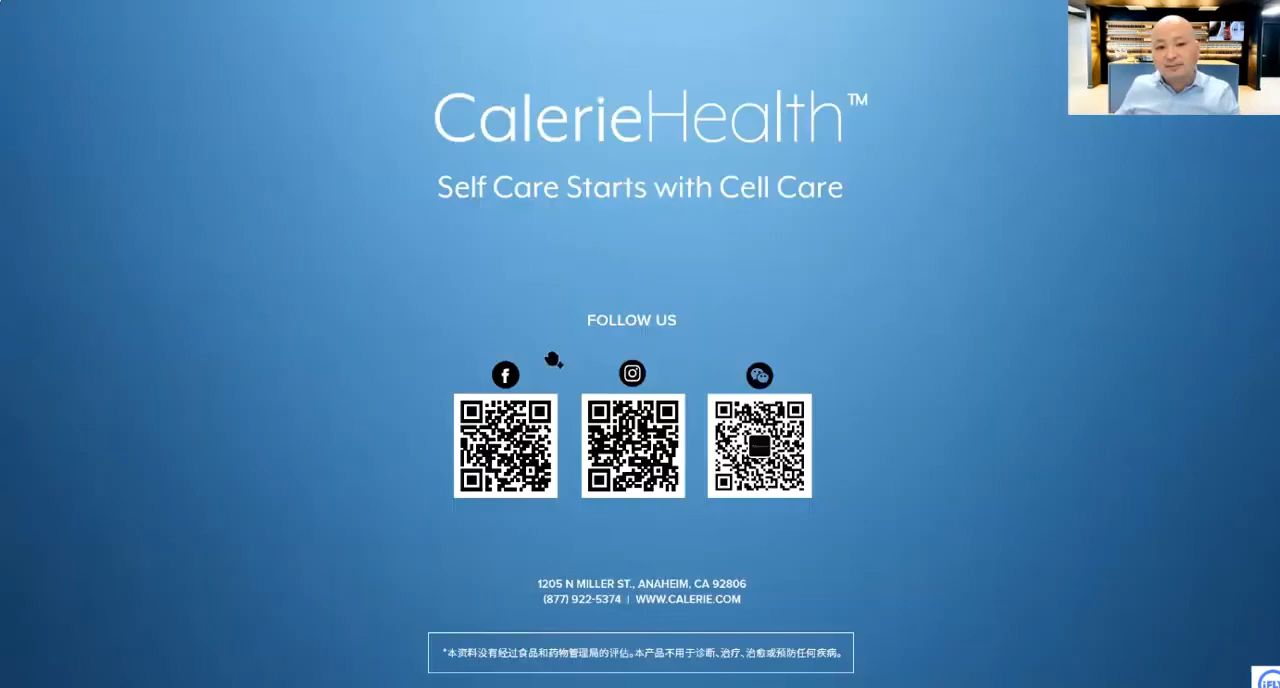 CalerieHealth™
Self Care Starts with Cell Care
FOLLOW US
1205 N MILLER ST., ANAHEIM, CA 92806
(877) 922-5374 | WWW.CALERIE.COM
*本资料没有经过食品和药物管理局的评估。本产品不用于诊断、治疗、治愈或预防任何疾病。